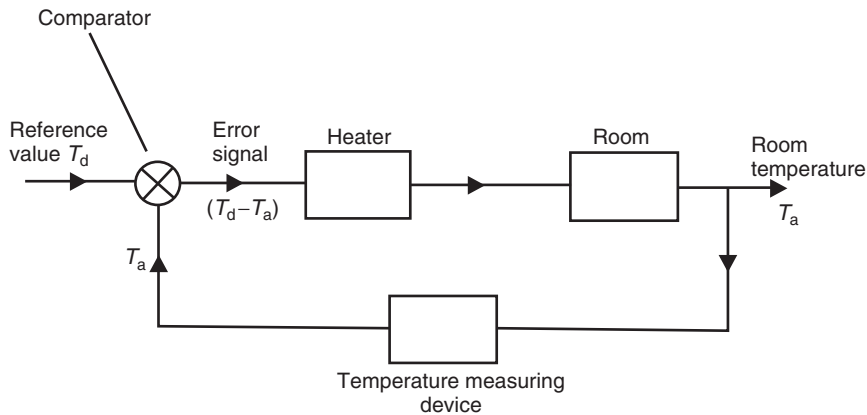 Comparator
Reference
value T_d
Error
signal
(T_d–T_a)
Heater
Room
Room
temperature
T_a
T_a
Temperature measuring
device